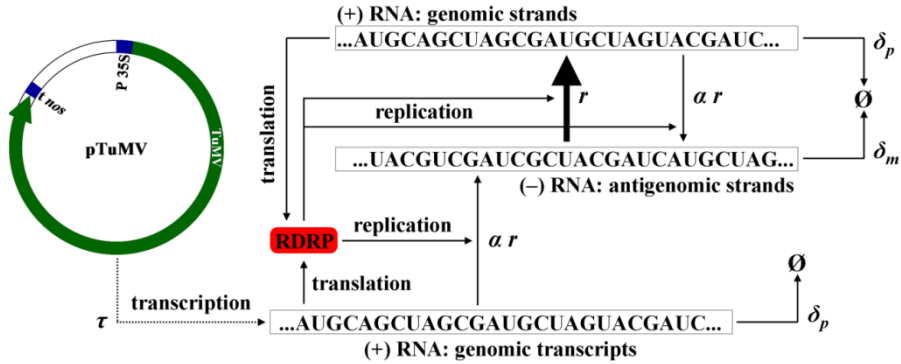 (+) RNA: genomic strands
...AUGCAGCUAGCGAUGCUAGUACGAUC...
P 35S
t nos
TuMV
pTuMV
translation
replication
r
α r
δp
Ø
δm
...UACGUCGAUCGCUACGAUCAUGCUAG...
(−) RNA: antigenomic strands
RDRP
replication
α r
translation
Ø
τ
transcription
...AUGCAGCUAGCGAUGCUAGUACGAUC...
δp
(+) RNA: genomic transcripts